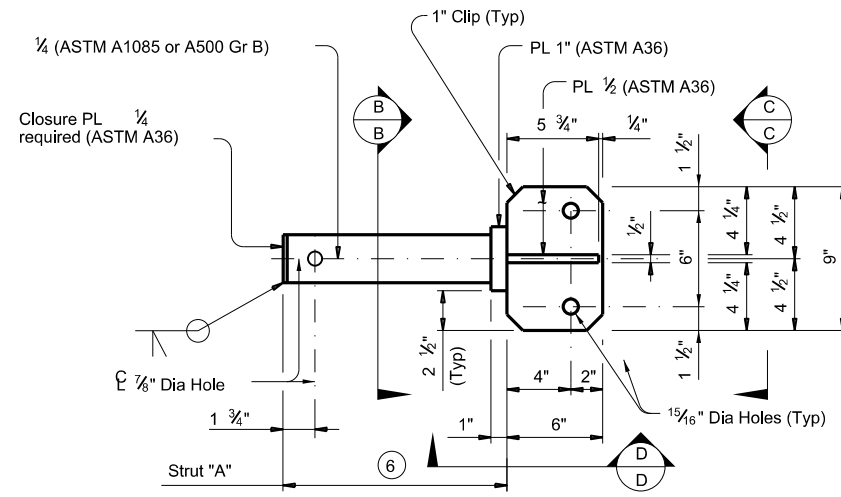 1" Clip (Typ)
¼ (ASTM A1085 or A500 Gr B)
PL 1" (ASTM A36)
PL ½ (ASTM A36)
Closure PL ¼
required (ASTM A36)
B
B
C
C
5 ¾"
¼"
1 ½"
½"
6"
4 ¼"
4 ½"
9"
4 ¼"
4 ½"
1 ½"
2 ½"
(Typ)
℄ ⅞" Dia Hole
4"
2"
15⁄16" Dia Holes (Typ)
1 ¾"
1"
6"
Strut "A"
6
D
D